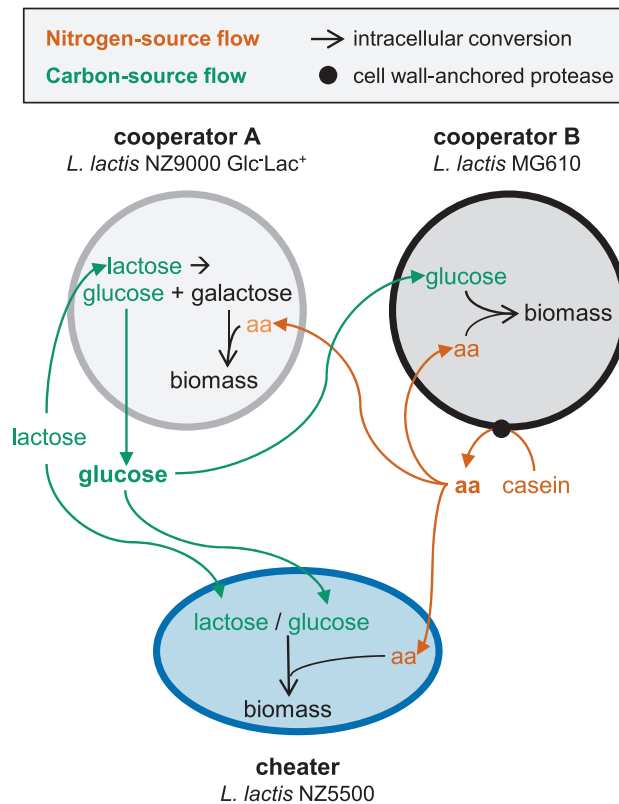 Nitrogen-source flow → intracellular conversion
Carbon-source flow cell wall-anchored protease
cooperator A
L. lactis NZ9000 Glc⁻Lac⁺
cooperator B
L. lactis MG610
lactose →
glucose + galactose
aa
biomass
glucose
biomass
aa
lactose
glucose
aa casein
lactose / glucose
aa
biomass
cheater
L. lactis NZ5500